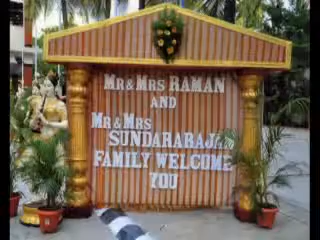 MR & MRS RAMAN
AND
MR & MRS
SUNDARARAJAN
FAMILY WELCOME
YOU